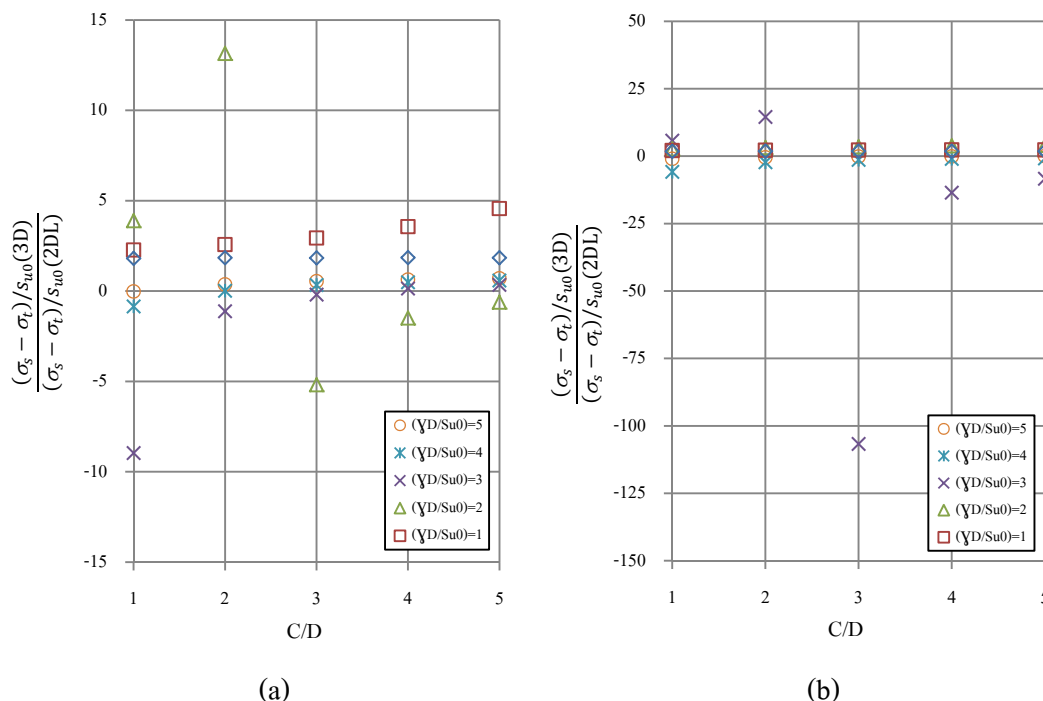 15
10
5
0
-5
-10
-15
(σₛ − σₜ)/sᵤ₀(3D)
(σₛ − σₜ)/sᵤ₀(2DL)
(ƔD/Su0)=5
(ƔD/Su0)=4
(ƔD/Su0)=3
(ƔD/Su0)=2
(ƔD/Su0)=1
1 2 3 4 5
C/D
(a)
50
25
0
-25
-50
-75
-100
-125
-150
(σₛ − σₜ)/sᵤ₀(3D)
(σₛ − σₜ)/sᵤ₀(2DL)
(ƔD/Su0)=5
(ƔD/Su0)=4
(ƔD/Su0)=3
(ƔD/Su0)=2
(ƔD/Su0)=1
1 2 3 4 5
C/D
(b)